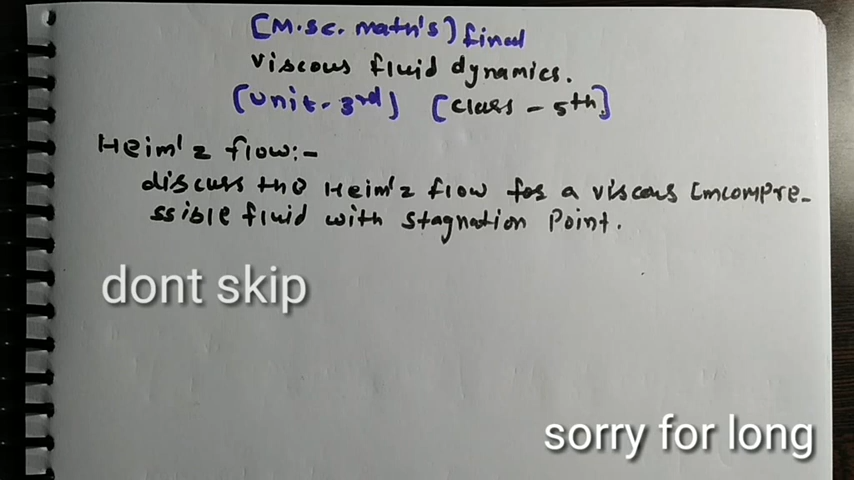 [M.sc. math's] final
viscous fluid dynamics.
[Unit-3rd] [class - 5th]
Heim'z flow:-
discuss the Heim'z flow for a viscous incompre-
ssible fluid with stagnation point.
dont skip
sorry for long